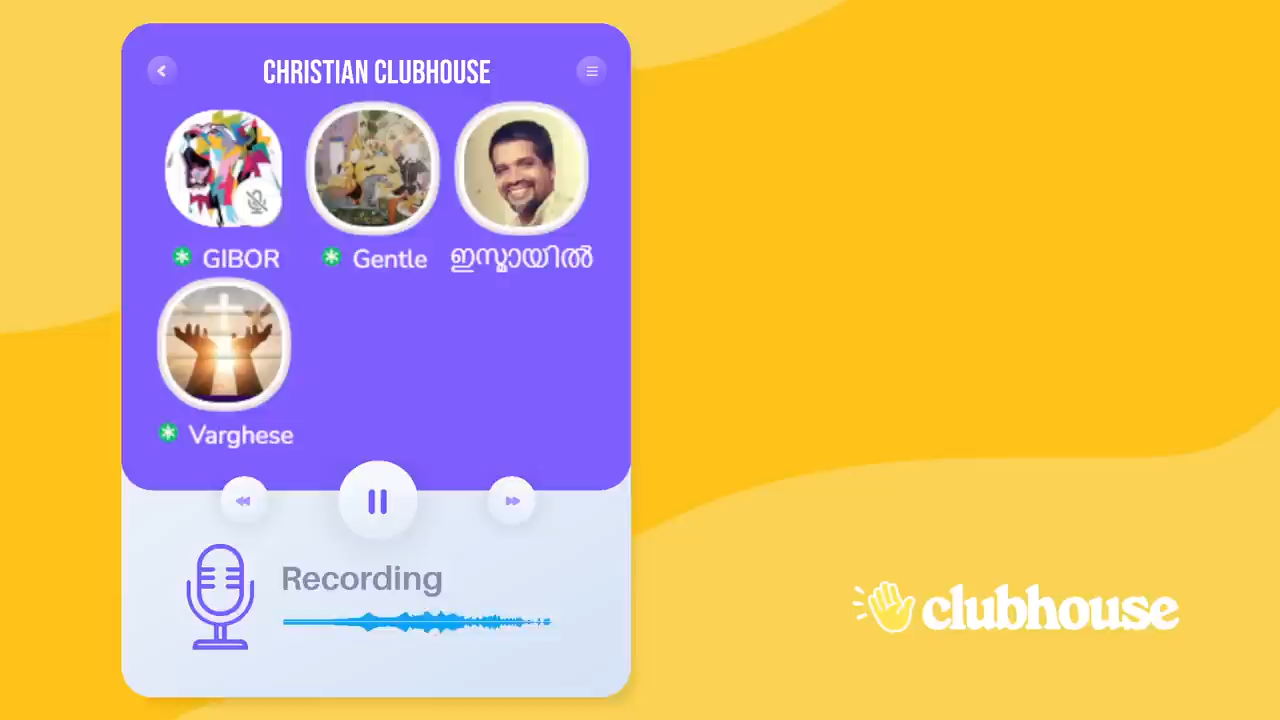 CHRISTIAN CLUBHOUSE
GIBOR
Gentle
ഇസ്മായിൽ
Varghese
Recording
clubhouse